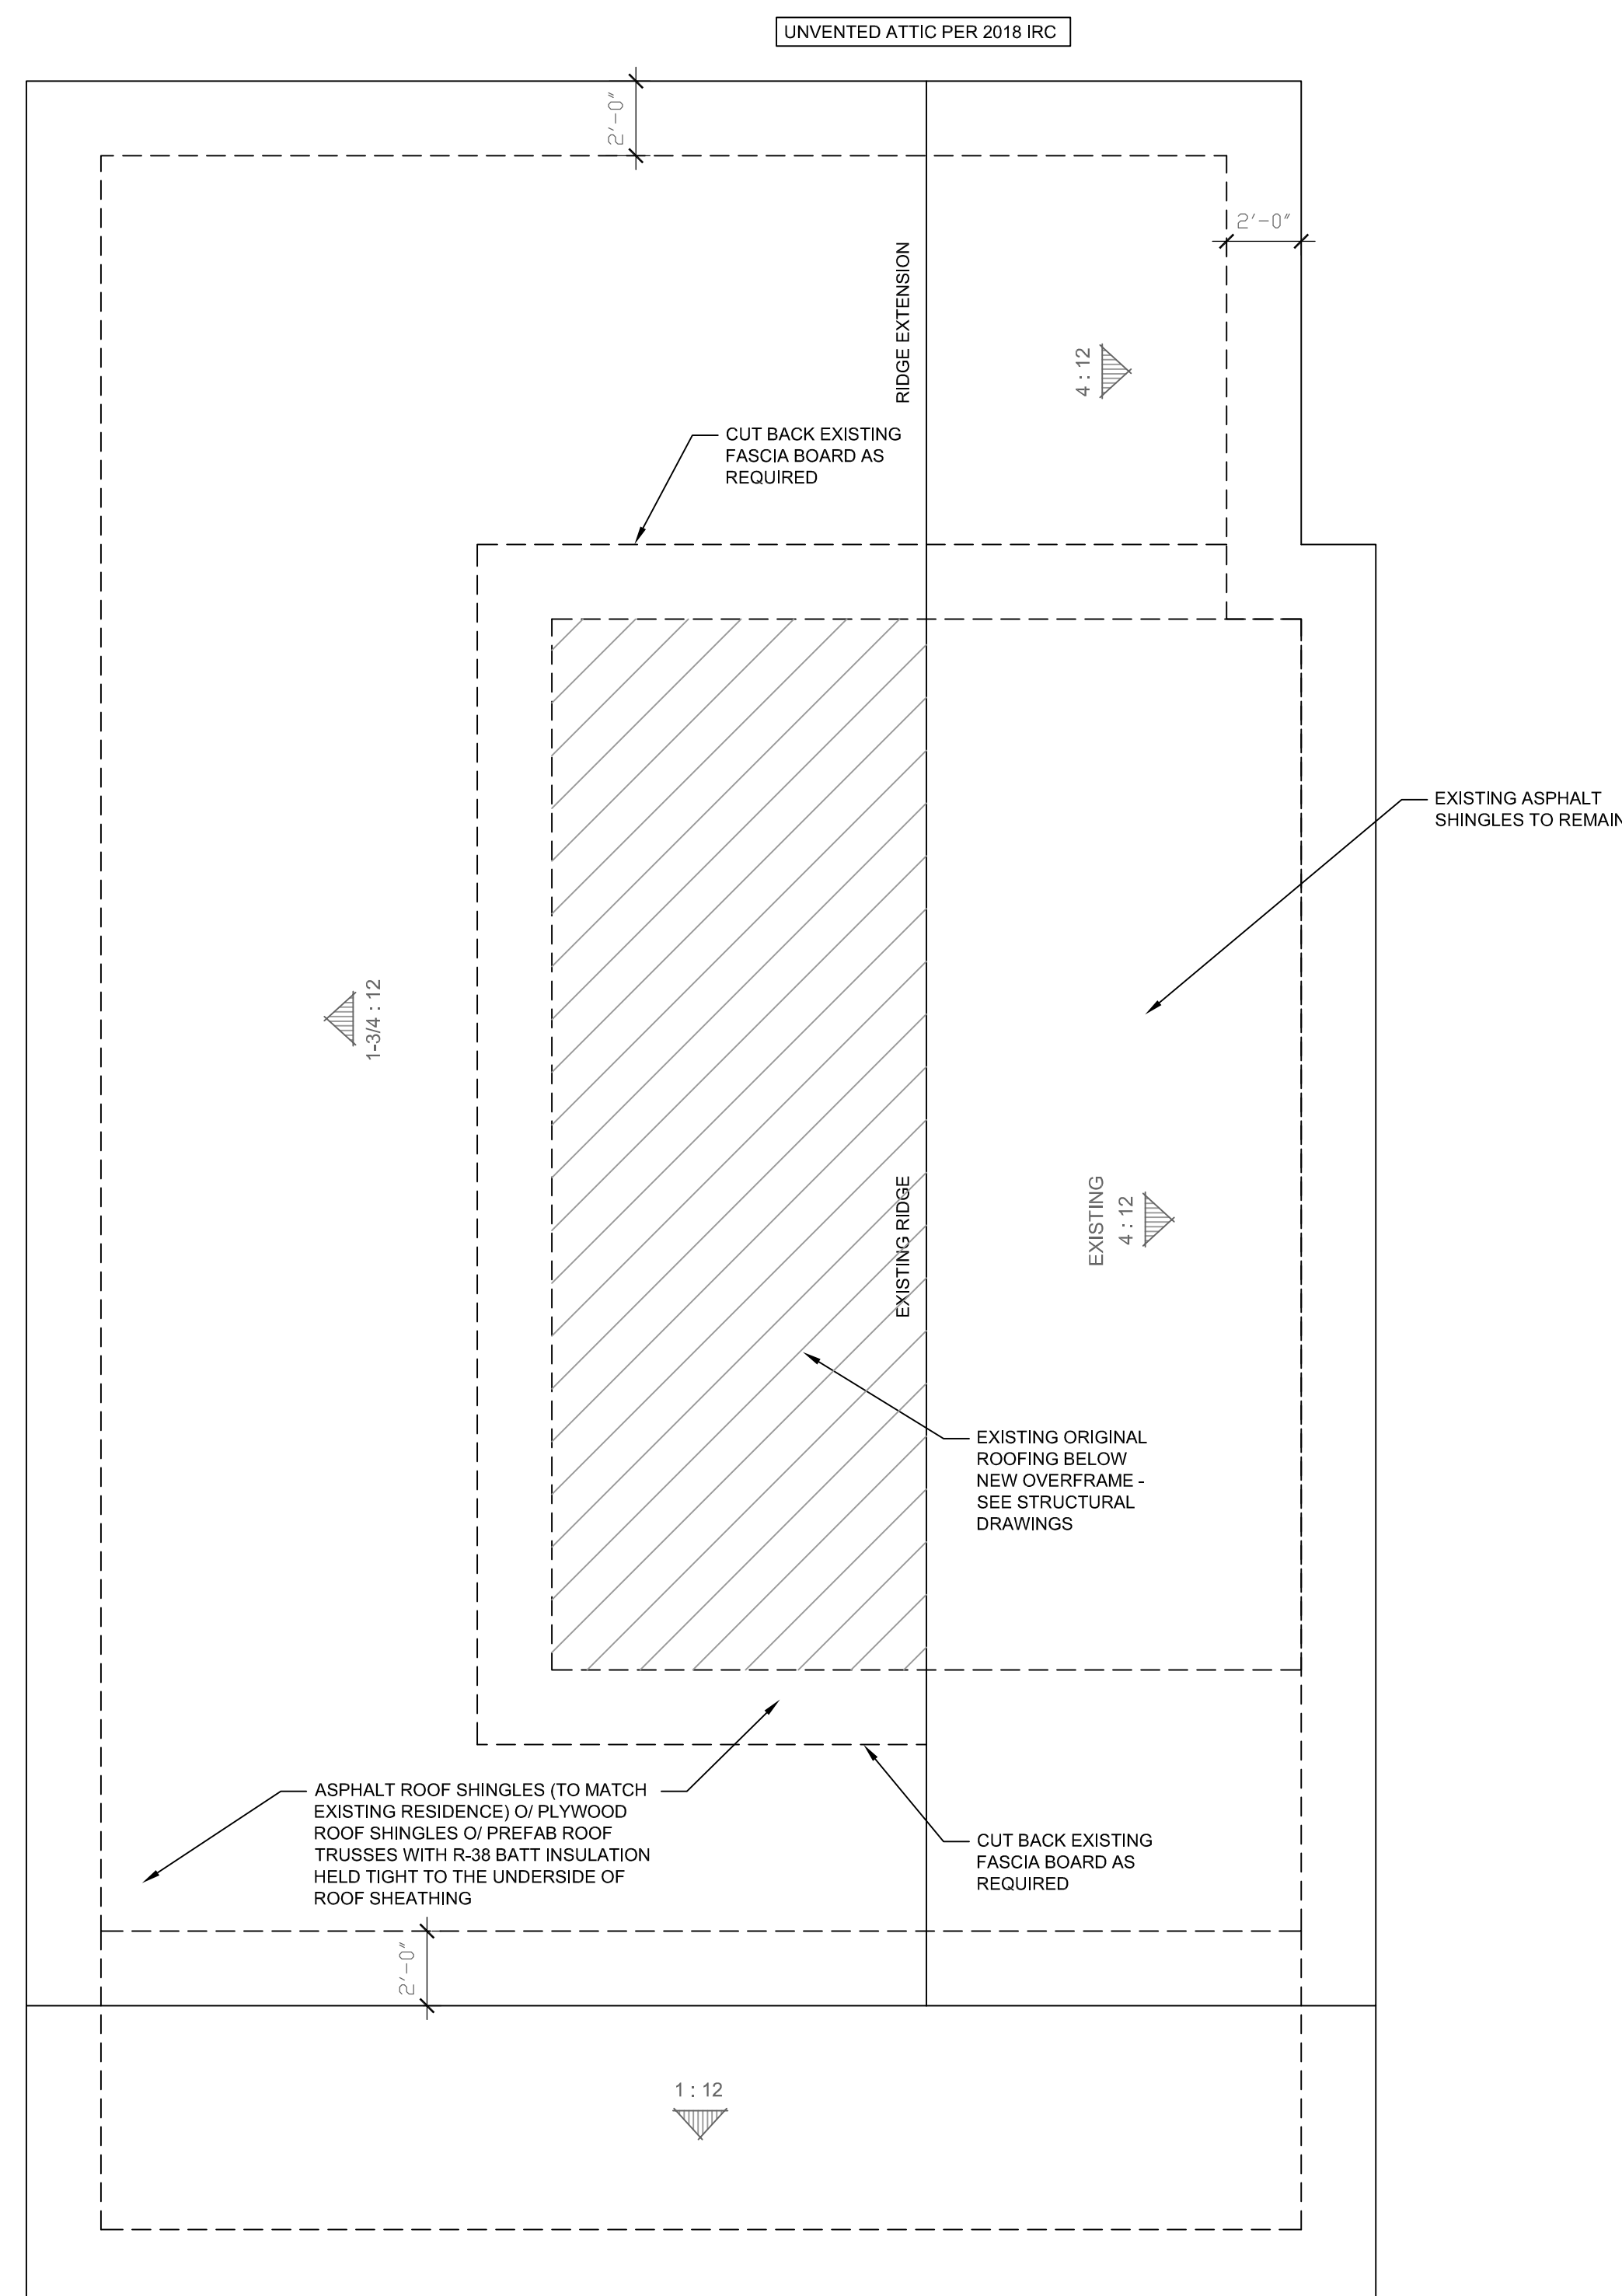 UNVENTED ATTIC PER 2018 IRC
2'-0"
2'-0"
RIDGE EXTENSION
4 : 12
CUT BACK EXISTING
FASCIA BOARD AS
REQUIRED
EXISTING ASPHALT
SHINGLES TO REMAIN
1-3/4 : 12
EXISTING RIDGE
EXISTING
4 : 12
EXISTING ORIGINAL
ROOFING BELOW
NEW OVERFRAME -
SEE STRUCTURAL
DRAWINGS
ASPHALT ROOF SHINGLES (TO MATCH
EXISTING RESIDENCE) O/ PLYWOOD
ROOF SHINGLES O/ PREFAB ROOF
TRUSSES WITH R-38 BATT INSULATION
HELD TIGHT TO THE UNDERSIDE OF
ROOF SHEATHING
CUT BACK EXISTING
FASCIA BOARD AS
REQUIRED
2'-0"
1 : 12